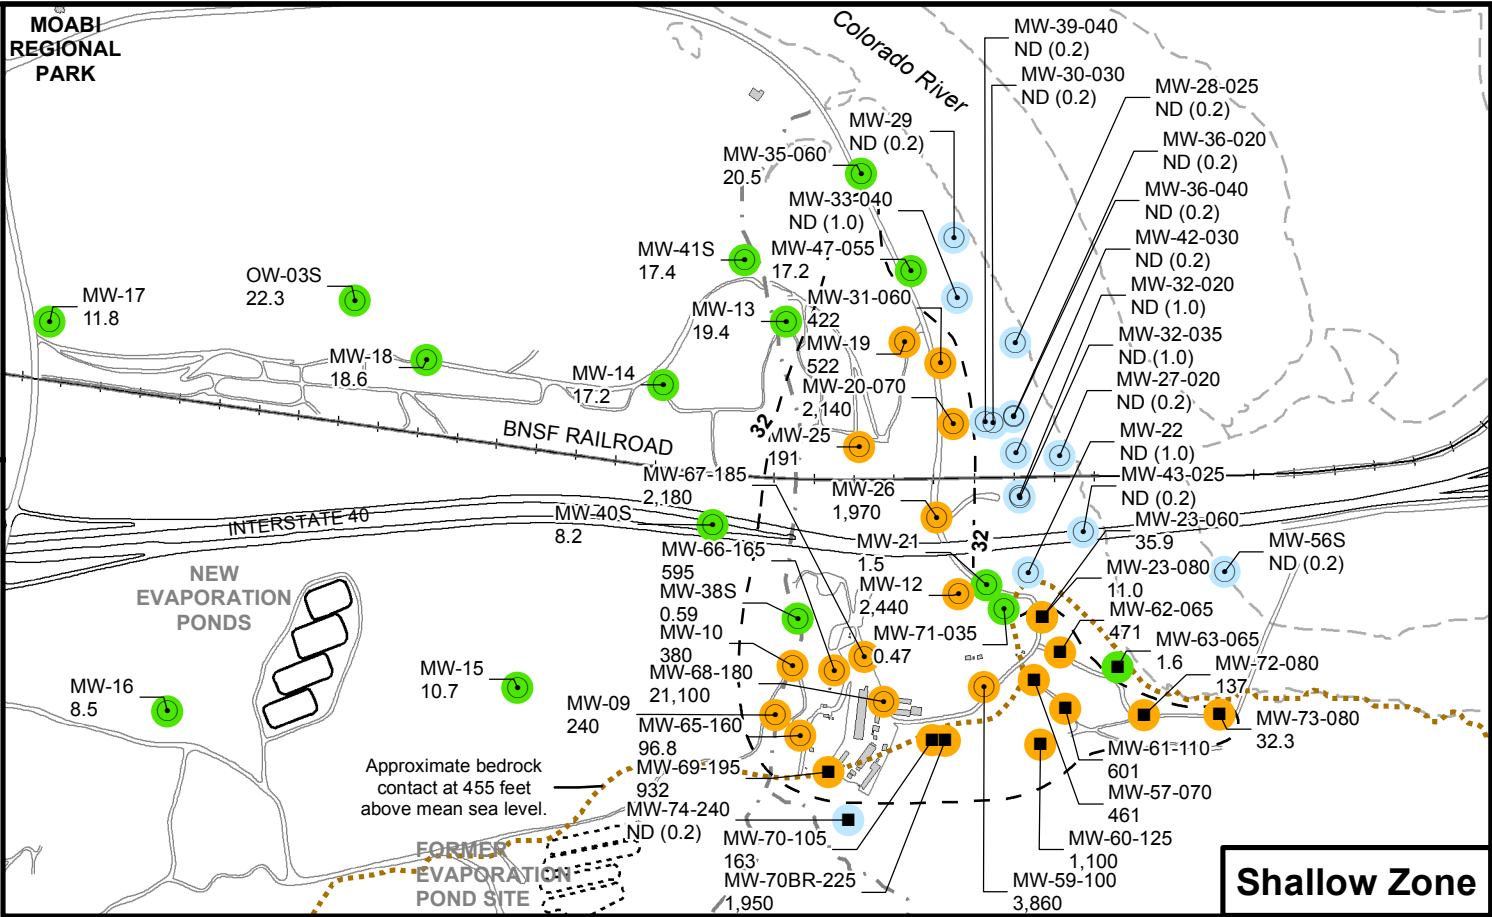 MOABI
REGIONAL
PARK
Colorado River
MW-39-040
ND (0.2)
MW-30-030
ND (0.2)
MW-28-025
ND (0.2)
MW-29
ND (0.2)
MW-36-020
ND (0.2)
MW-35-060
20.5
MW-36-040
ND (0.2)
MW-33-040
ND (1.0)
MW-42-030
ND (0.2)
MW-41S
17.4
MW-47-055
17.2
OW-03S
22.3
MW-32-020
ND (1.0)
MW-17
11.8
MW-13
19.4
MW-31-060
422
MW-32-035
ND (1.0)
MW-18
18.6
MW-19
522
MW-14
17.2
MW-20-070
2,140
MW-27-020
ND (0.2)
32
MW-25
191
BNSF RAILROAD
MW-22
ND (1.0)
MW-67-185
2,180
MW-43-025
ND (0.2)
MW-26
1,970
INTERSTATE 40
MW-40S
8.2
MW-23-060
35.9
32
MW-21
1.5
MW-56S
ND (0.2)
MW-66-165
595
MW-23-080
11.0
NEW
EVAPORATION
PONDS
MW-12
2,440
MW-38S
0.59
MW-62-065
471
MW-10
380
MW-71-035
0.47
MW-63-065
1.6
MW-15
10.7
MW-68-180
21,100
MW-72-080
137
MW-16
8.5
MW-09
240
MW-65-160
96.8
MW-73-080
32.3
MW-61-110
601
Approximate bedrock
contact at 455 feet
above mean sea level.
MW-69-195
932
MW-57-070
461
MW-74-240
ND (0.2)
MW-70-105
163
MW-60-125
1,100
FORMER
EVAPORATION
POND SITE
MW-70BR-225
1,950
MW-59-100
3,860
Shallow Zone